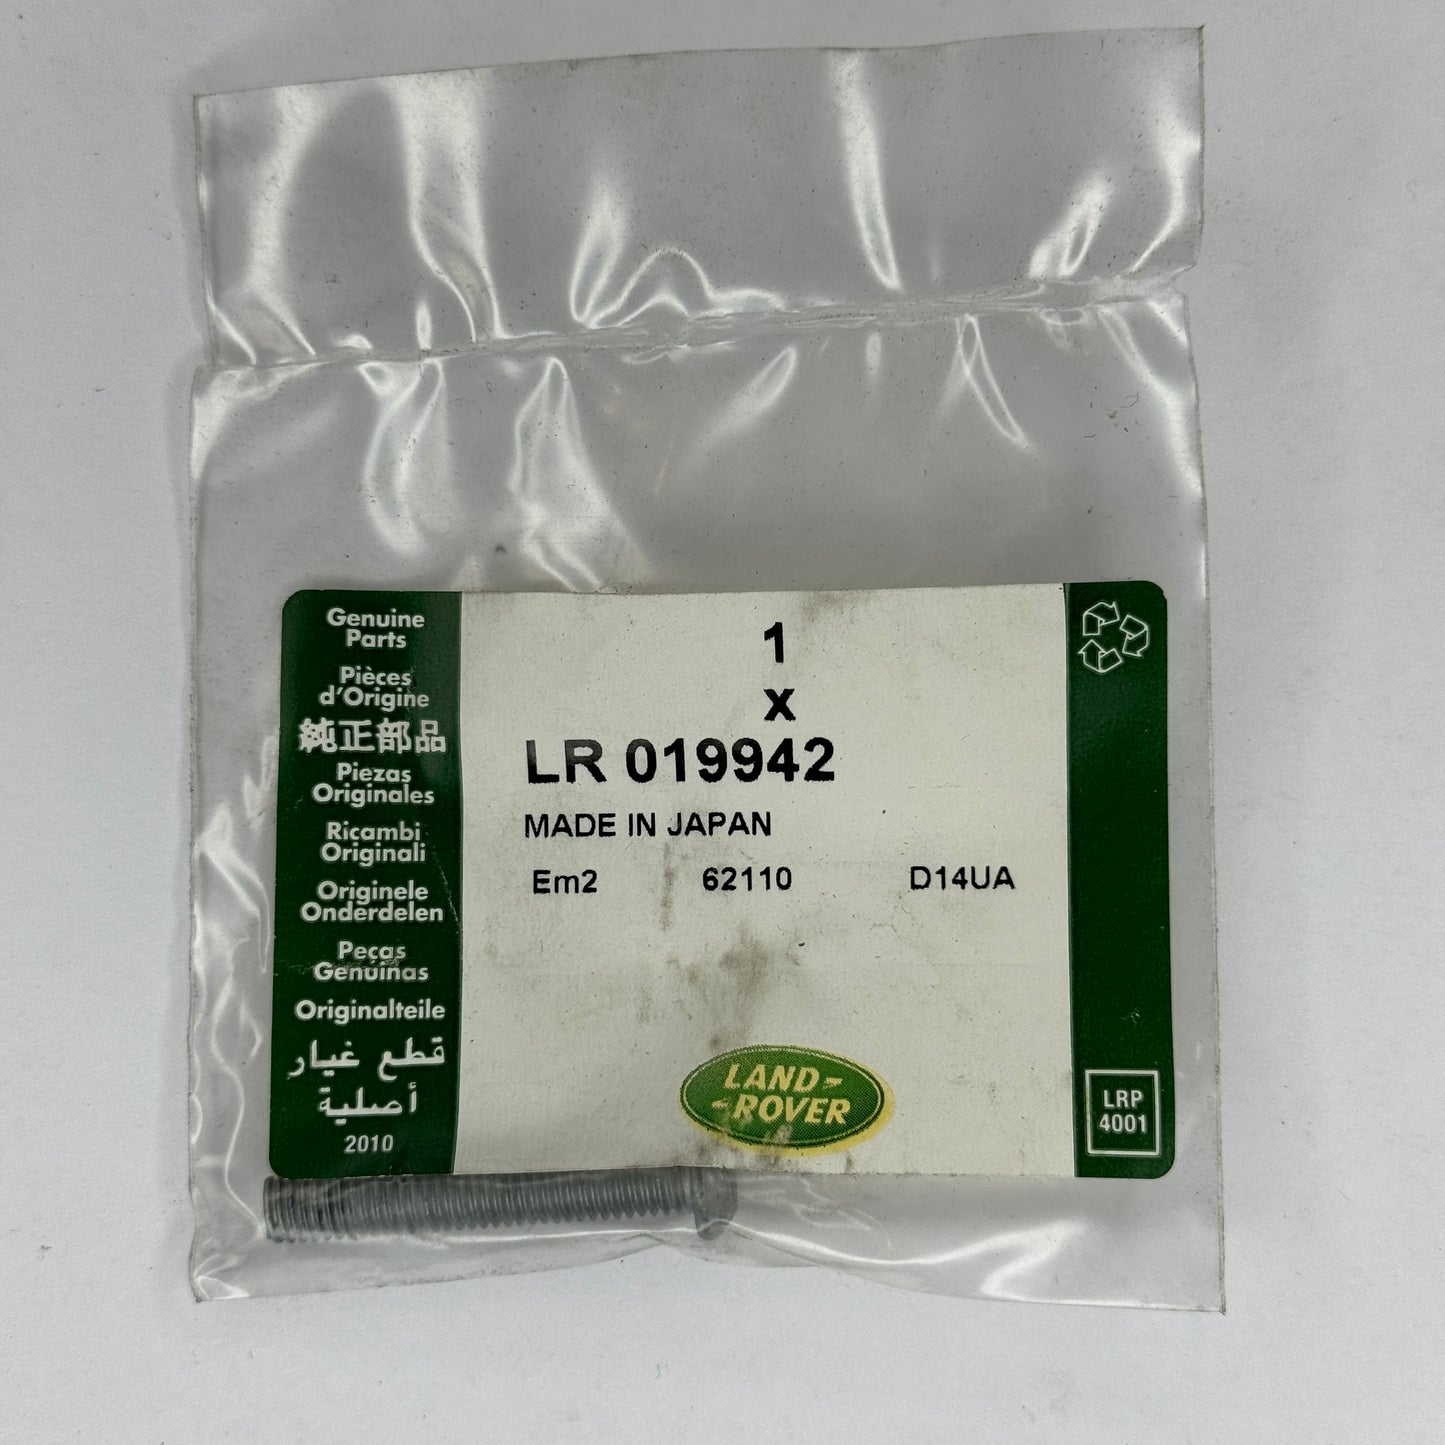 Genuine
Parts
Pièces
d'Origine
純正部品
Piezas
Originales
Ricambi
Originali
Originele
Onderdelen
Peças
Genuínas
Originalteile
قطع غيار
أصلية
2010
1
x
LR 019942
MADE IN JAPAN
Em2 62110 D14UA
LAND-
-ROVER
LRP
4001